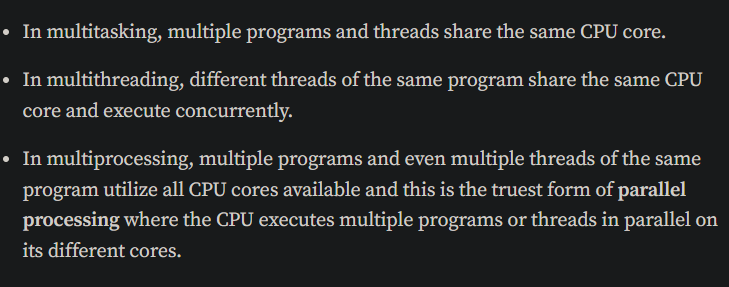 • In multitasking, multiple programs and threads share the same CPU core.
• In multithreading, different threads of the same program share the same CPU
core and execute concurrently.
• In multiprocessing, multiple programs and even multiple threads of the same
program utilize all CPU cores available and this is the truest form of parallel
processing where the CPU executes multiple programs or threads in parallel on
its different cores.